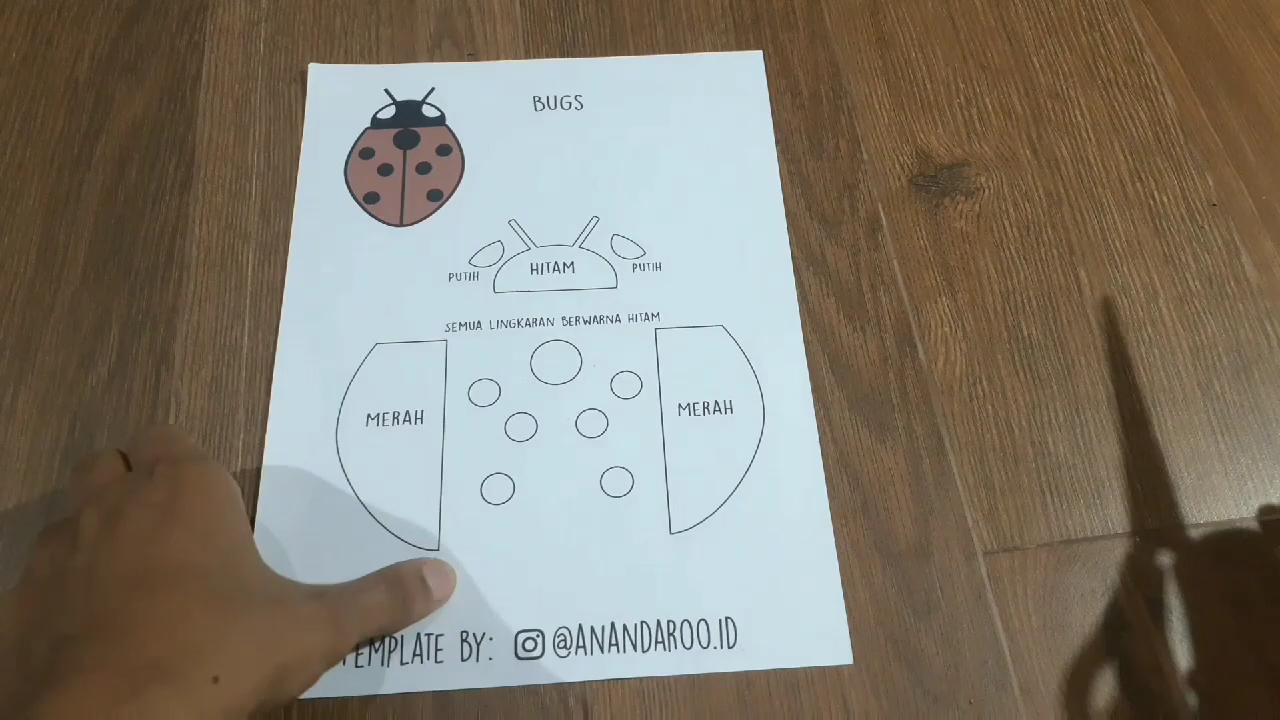 BUGS
PUTIH
HITAM
PUTIH
SEMUA LINGKARAN BERWARNA HITAM
MERAH
MERAH
TEMPLATE BY: @ANANDAROO.ID